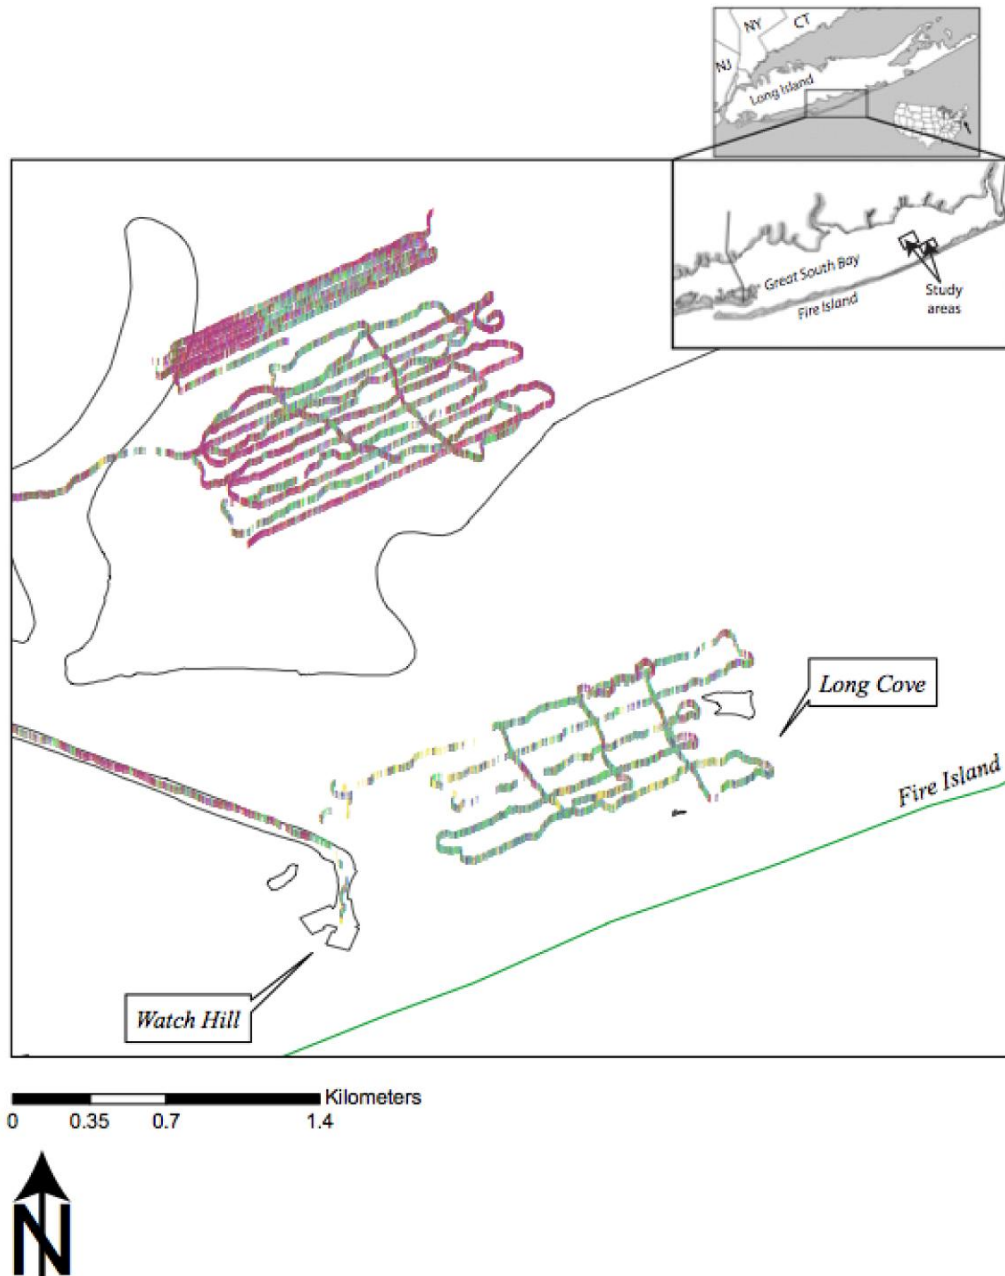 NY
CT
NJ
Long Island
Great South Bay
Fire Island
Study
areas
Long Cove
Fire Island
Watch Hill
Kilometers
0 0.35 0.7 1.4
N